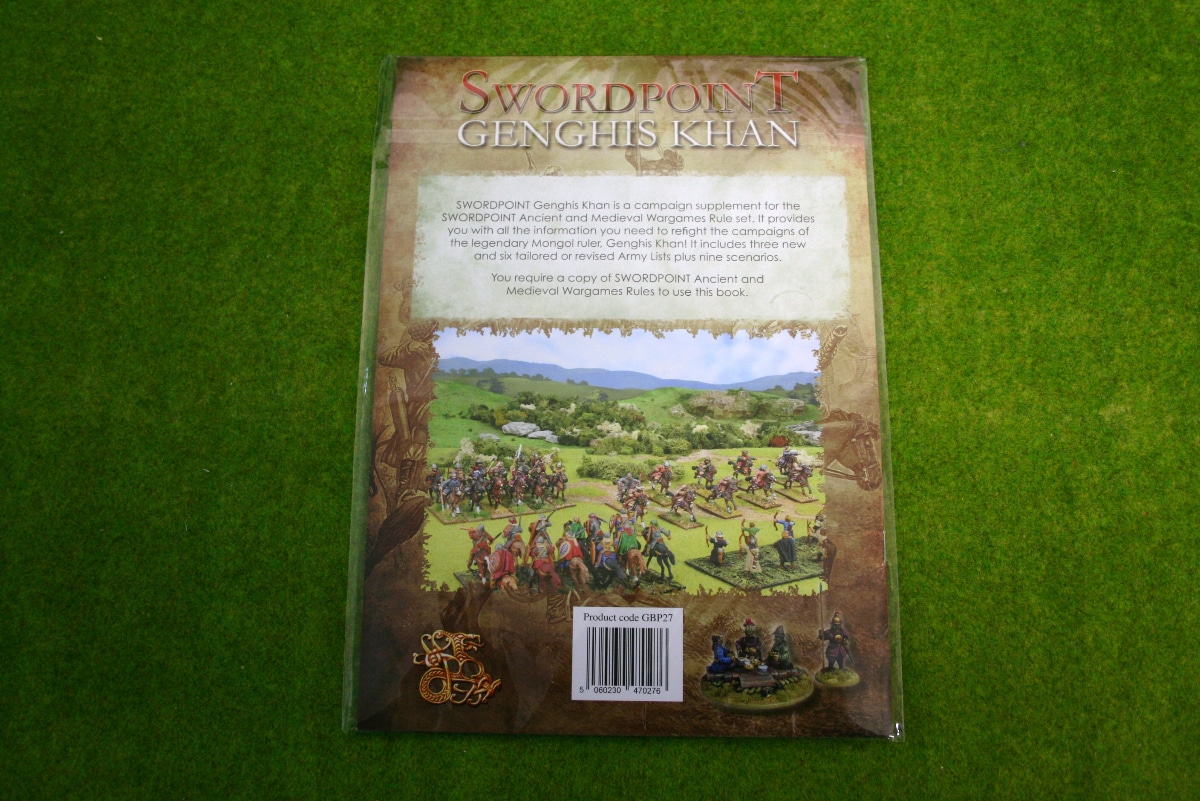 SWORDPOINT
GENGHIS KHAN
SWORDPOINT Genghis Khan is a campaign supplement for the
SWORDPOINT Ancient and Medieval Wargames Rule set. It provides
you with all the information you need to refight the campaigns of
the legendary Mongol ruler, Genghis Khan! It includes three new
and six tailored or revised Army Lists plus nine scenarios.
You require a copy of SWORDPOINT Ancient and
Medieval Wargames Rules to use this book.
Product code GBP27
5 060230 470276